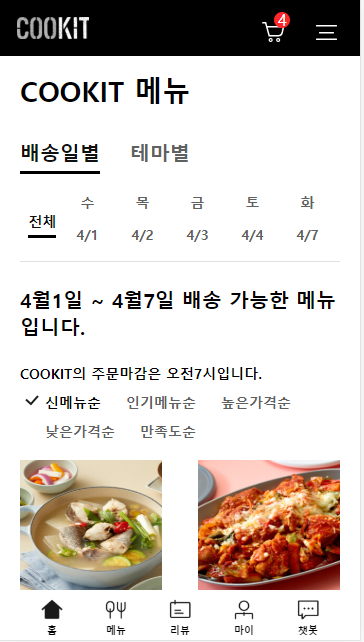 COOKIT
4
COOKIT 메뉴
배송일별 테마별
전체
수 목 금 토 화
4/1 4/2 4/3 4/4 4/7
4월1일 ~ 4월7일 배송 가능한 메뉴
입니다.
COOKIT의 주문마감은 오전7시입니다.
신메뉴순 인기메뉴순 높은가격순
낮은가격순 만족도순
홈 메뉴 리뷰 마이 챗봇